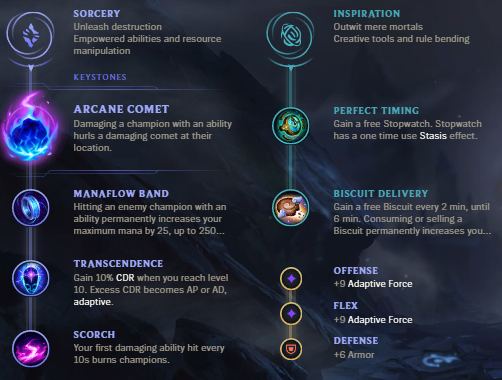 SORCERY
Unleash destruction
Empowered abilities and resource
manipulation
KEYSTONES
ARCANE COMET
Damaging a champion with an ability
hurls a damaging comet at their
location.
MANAFLOW BAND
Hitting an enemy champion with an
ability permanently increases your
maximum mana by 25, up to 250...
TRANSCENDENCE
Gain 10% CDR when you reach level
10. Excess CDR becomes AP or AD,
adaptive.
SCORCH
Your first damaging ability hit every
10s burns champions.
INSPIRATION
Outwit mere mortals
Creative tools and rule bending
PERFECT TIMING
Gain a free Stopwatch. Stopwatch
has a one time use Stasis effect.
BISCUIT DELIVERY
Gain a free Biscuit every 2 min, until
6 min. Consuming or selling a
Biscuit permanently increases you...
OFFENSE
+9 Adaptive Force
FLEX
+9 Adaptive Force
DEFENSE
+6 Armor